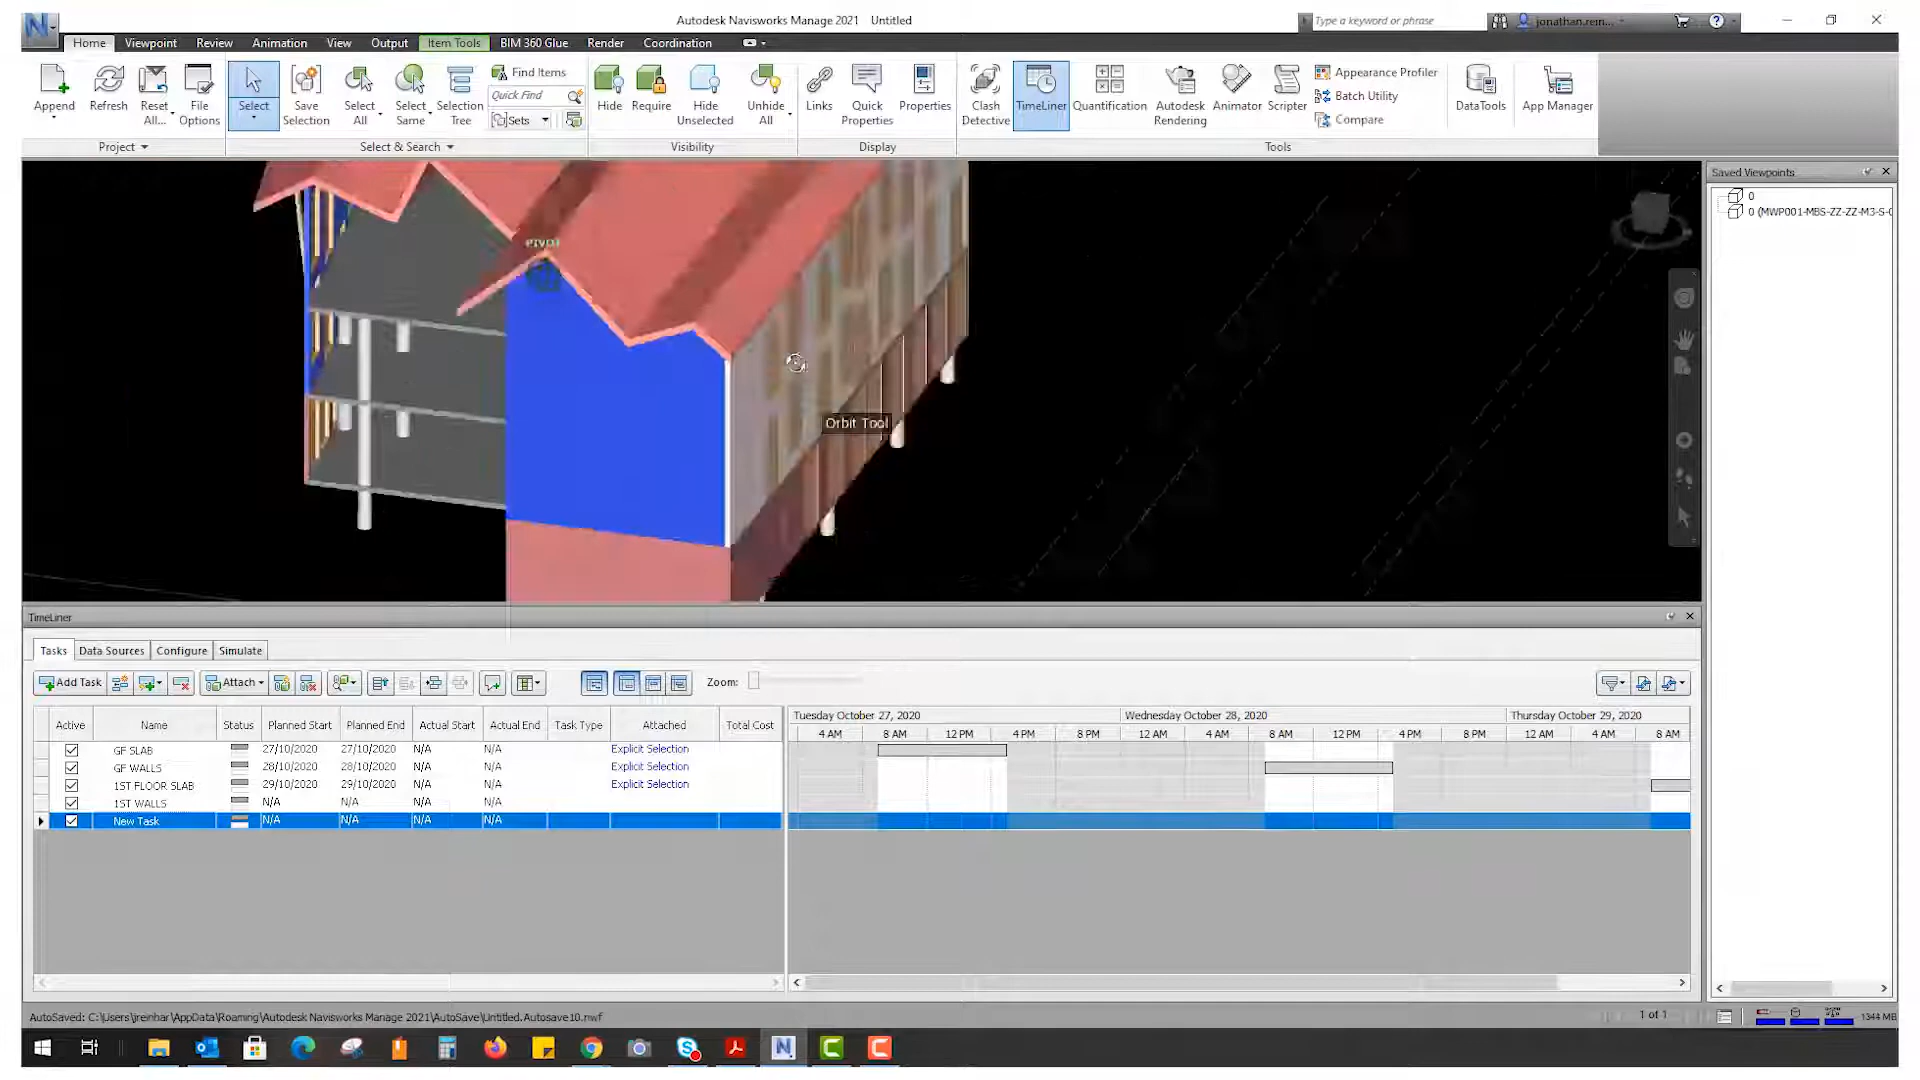 Autodesk Navisworks Manage 2021 Untitled
Type a keyword or phrase
jonathan.rein...
Home Viewpoint Review Animation View Output Item Tools BIM 360 Glue Render Coordination
Append
Refresh
Reset All...
File Options
Project
Select
Save Selection
Select All
Select Same
Selection Tree
Find Items
Quick Find
Sets
Select & Search
Hide
Require
Hide Unselected
Unhide All
Visibility
Links
Quick Properties
Properties
Display
Clash Detective
TimeLiner
Quantification
Autodesk Rendering
Animator
Scripter
Appearance Profiler
Batch Utility
Compare
Tools
DataTools
App Manager
PIVOT
Orbit Tool
Saved Viewpoints
0
0 (MWP001-MBS-ZZ-ZZ-M3-S-0
TimeLiner
Tasks Data Sources Configure Simulate
Add Task
Attach
Zoom:
Active Name Status Planned Start Planned End Actual Start Actual End Task Type Attached Total Cost
GF SLAB 27/10/2020 27/10/2020 N/A N/A Explicit Selection
GF WALLS 28/10/2020 28/10/2020 N/A N/A Explicit Selection
1ST FLOOR SLAB 29/10/2020 29/10/2020 N/A N/A Explicit Selection
1ST WALLS N/A N/A N/A N/A
New Task N/A N/A N/A N/A
Tuesday October 27, 2020 Wednesday October 28, 2020 Thursday October 29, 2020
4 AM 8 AM 12 PM 4 PM 8 PM 12 AM 4 AM 8 AM 12 PM 4 PM 8 PM 12 AM 4 AM 8 AM
AutoSaved: C:\Users\jreinhar\AppData\Roaming\Autodesk Navisworks Manage 2021\AutoSave\Untitled.Autosave10.nwf
1 of 1
1344 MB